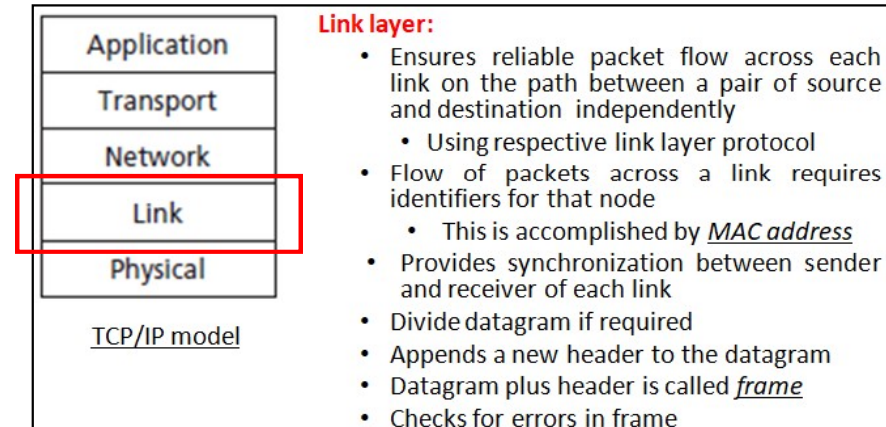 Application
Transport
Network
Link
Physical
TCP/IP model
Link layer:
• Ensures reliable packet flow across each
link on the path between a pair of source
and destination independently
• Using respective link layer protocol
• Flow of packets across a link requires
identifiers for that node
• This is accomplished by MAC address
• Provides synchronization between sender
and receiver of each link
• Divide datagram if required
• Appends a new header to the datagram
• Datagram plus header is called frame
• Checks for errors in frame